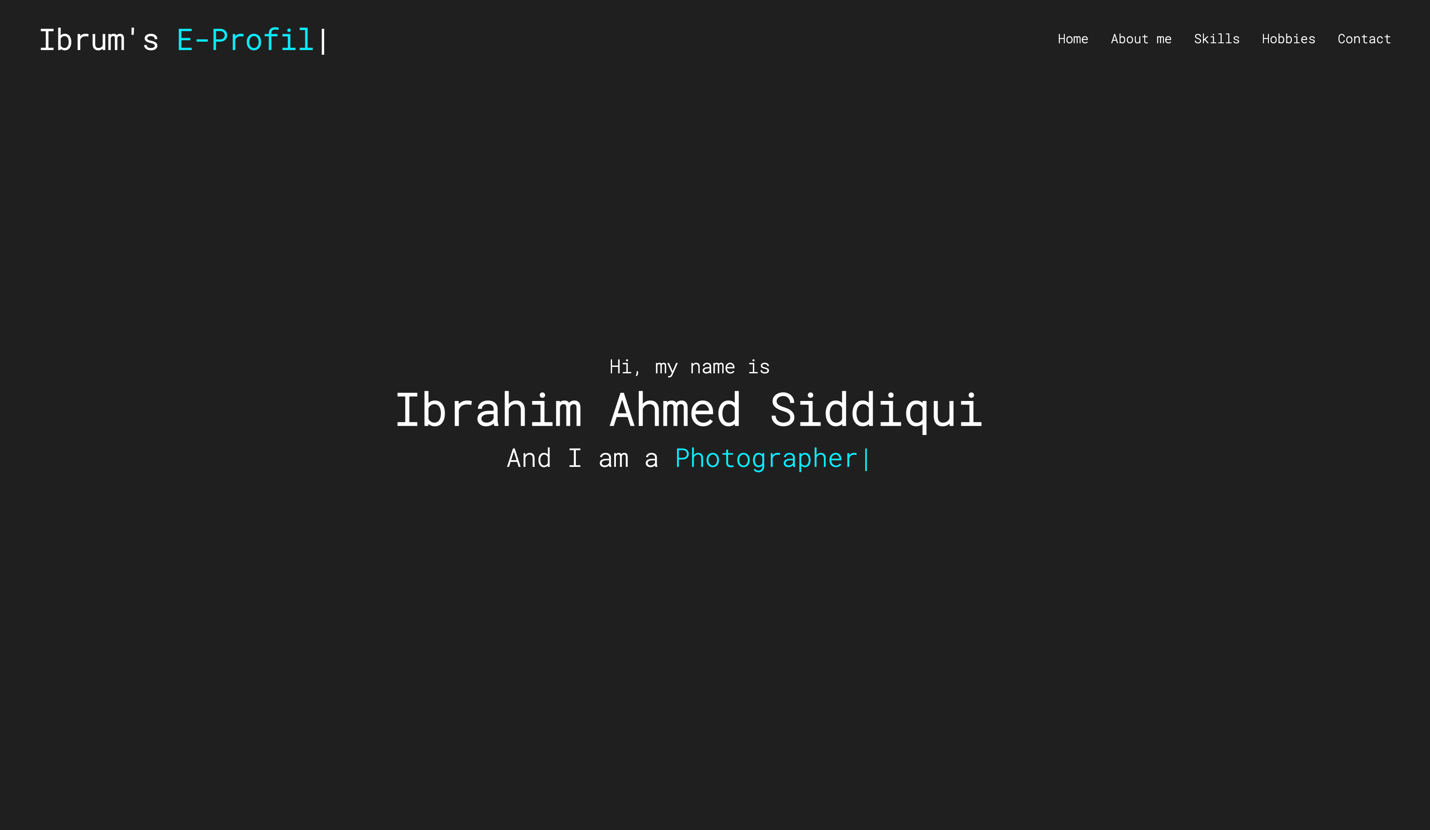 Ibrum's E-Profil|
Home About me Skills Hobbies Contact
Hi, my name is
Ibrahim Ahmed Siddiqui
And I am a Photographer|